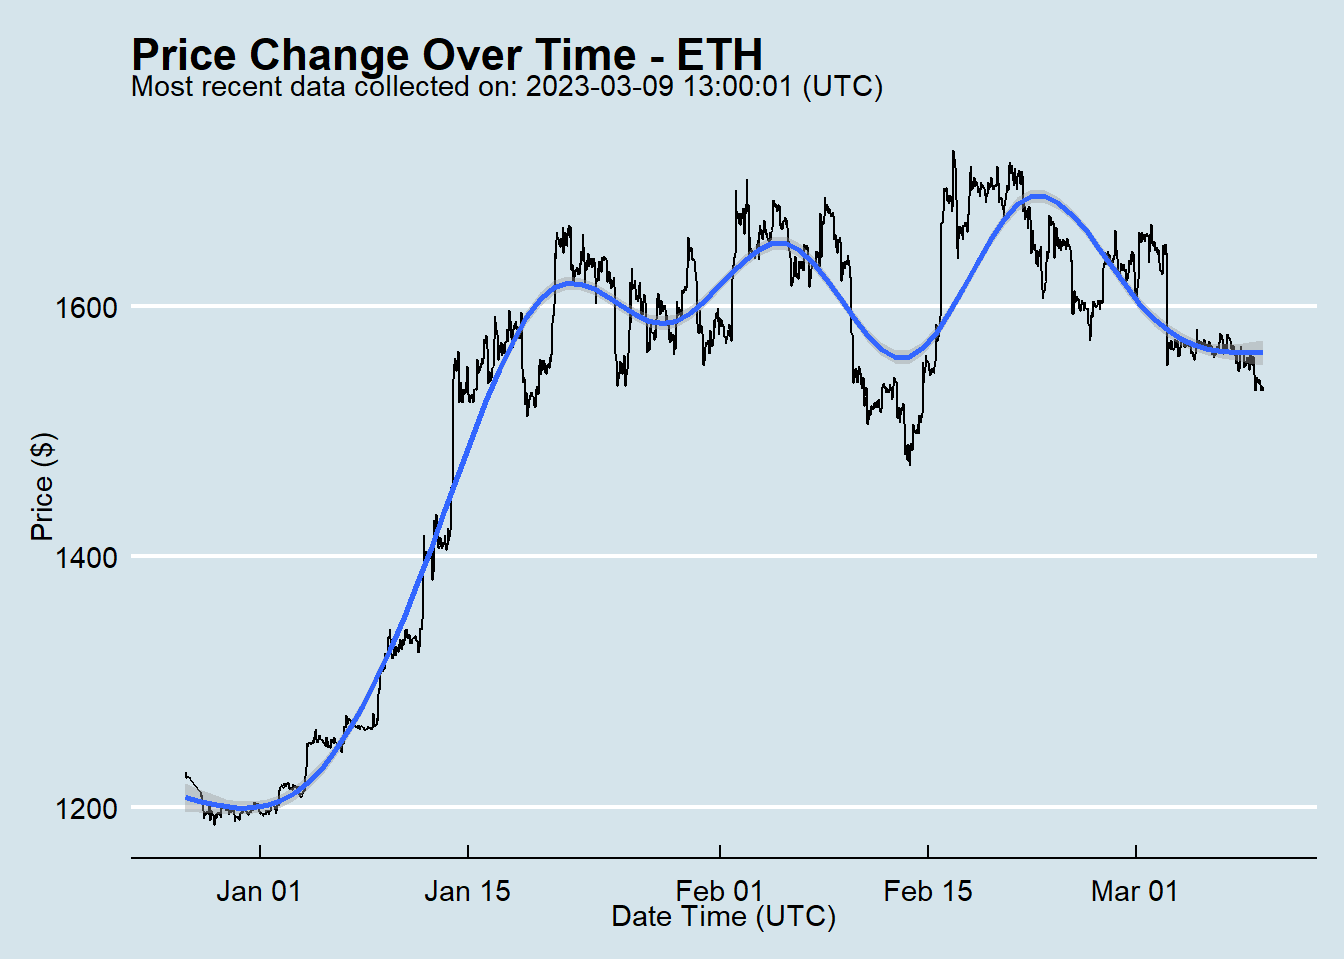 Price Change Over Time - ETH
Most recent data collected on: 2023-03-09 13:00:01 (UTC)
Price ($)
1600
1400
1200
Jan 01 Jan 15 Feb 01 Feb 15 Mar 01
Date Time (UTC)